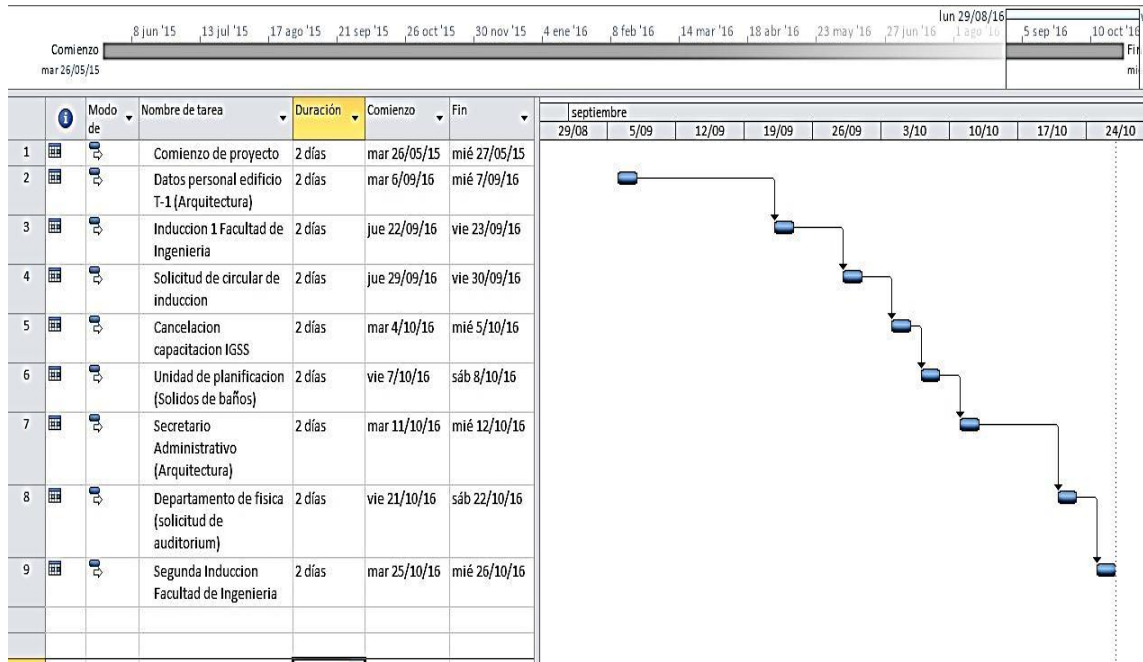 lun 29/08/16
8 jun '15 13 jul '15 17 ago '15 21 sep '15 26 oct '15 30 nov '15 4 ene '16 8 feb '16 14 mar '16 18 abr '16 23 may '16 27 jun '16 1 ago '16 5 sep '16 10 oct '16
Comienzo
mar 26/05/15
Fin
mié
Modo de
Nombre de tarea
Duración
Comienzo
Fin
septiembre
29/08 5/09 12/09 19/09 26/09 3/10 10/10 17/10 24/10
1 Comienzo de proyecto 2 días mar 26/05/15 mié 27/05/15
2 Datos personal edificio 2 días mar 6/09/16 mié 7/09/16
T-1 (Arquitectura)
3 Induccion 1 Facultad de 2 días jue 22/09/16 vie 23/09/16
Ingenieria
4 Solicitud de circular de 2 días jue 29/09/16 vie 30/09/16
induccion
5 Cancelacion 2 días mar 4/10/16 mié 5/10/16
capacitacion IGSS
6 Unidad de planificacion 2 días vie 7/10/16 sáb 8/10/16
(Solidos de baños)
7 Secretario 2 días mar 11/10/16 mié 12/10/16
Administrativo
(Arquitectura)
8 Departamento de fisica 2 días vie 21/10/16 sáb 22/10/16
(solicitud de
auditorium)
9 Segunda Induccion 2 días mar 25/10/16 mié 26/10/16
Facultad de Ingenieria